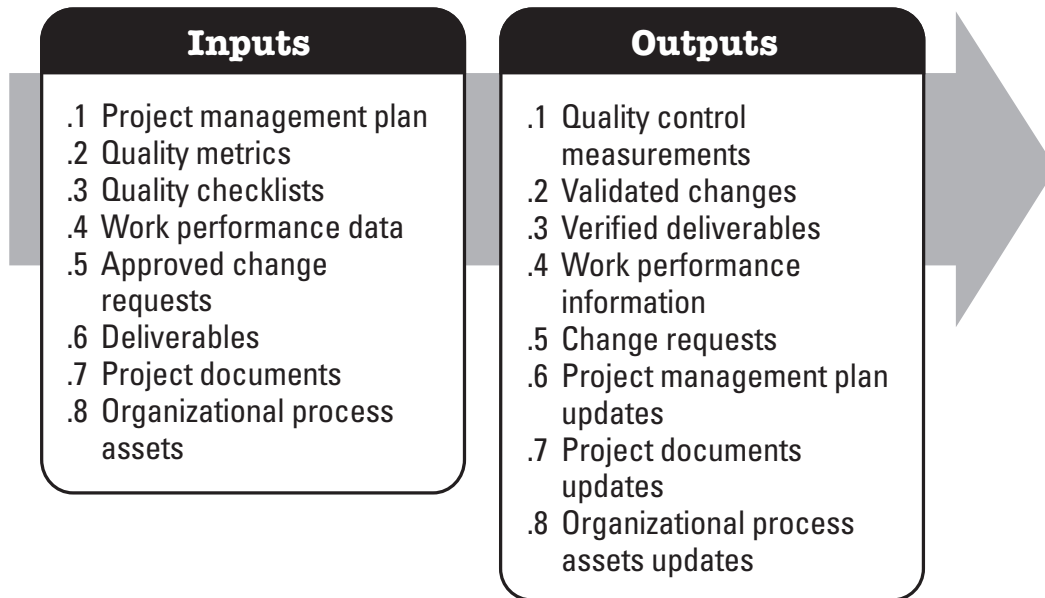 Inputs
.1 Project management plan
.2 Quality metrics
.3 Quality checklists
.4 Work performance data
.5 Approved change
requests
.6 Deliverables
.7 Project documents
.8 Organizational process
assets
Outputs
.1 Quality control
measurements
.2 Validated changes
.3 Verified deliverables
.4 Work performance
information
.5 Change requests
.6 Project management plan
updates
.7 Project documents
updates
.8 Organizational process
assets updates